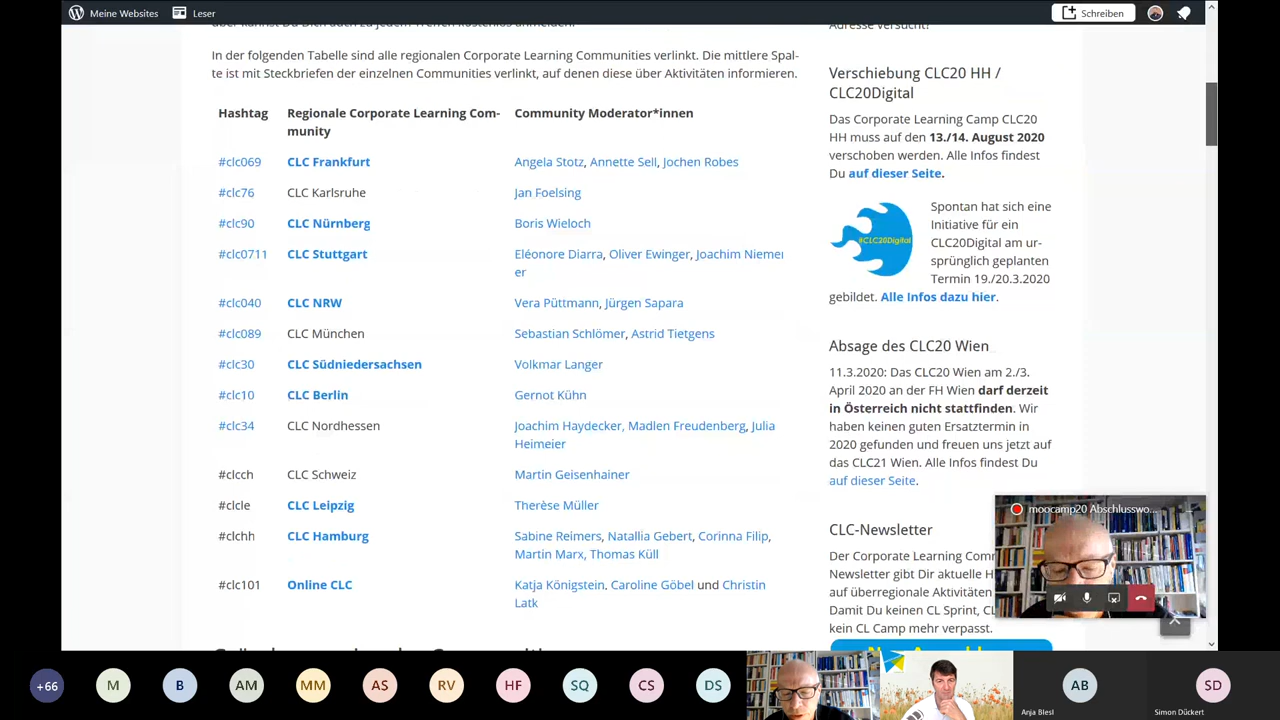 Meine Websites
Leser
Schreiben
über kannst Du Dich auch zu jedem Treffen kostenlos anmelden.
In der folgenden Tabelle sind alle regionalen Corporate Learning Communities verlinkt. Die mittlere Spal-
te ist mit Steckbriefen der einzelnen Communities verlinkt, auf denen diese über Aktivitäten informieren.
Hashtag Regionale Corporate Learning Com- Community Moderator*innen
munity
#clc069 CLC Frankfurt Angela Stotz, Annette Sell, Jochen Robes
#clc76 CLC Karlsruhe Jan Foelsing
#clc90 CLC Nürnberg Boris Wieloch
#clc0711 CLC Stuttgart Eléonore Diarra, Oliver Ewinger, Joachim Niemei
er
#clc040 CLC NRW Vera Püttmann, Jürgen Sapara
#clc089 CLC München Sebastian Schlömer, Astrid Tietgens
#clc30 CLC Südniedersachsen Volkmar Langer
#clc10 CLC Berlin Gernot Kühn
#clc34 CLC Nordhessen Joachim Haydecker, Madlen Freudenberg, Julia
Heimeier
#clcch CLC Schweiz Martin Geisenhainer
#clcle CLC Leipzig Therèse Müller
#clchh CLC Hamburg Sabine Reimers, Natallia Gebert, Corinna Filip,
Martin Marx, Thomas Küll
#clc101 Online CLC Katja Königstein, Caroline Göbel und Christin
Latk
Adresse versucht!
Verschiebung CLC20 HH /
CLC20Digital
Das Corporate Learning Camp CLC20
HH muss auf den 13./14. August 2020
verschoben werden. Alle Infos findest
Du auf dieser Seite.
#CLC20Digital
Spontan hat sich eine
Initiative für ein
CLC20Digital am ur-
sprünglich geplanten
Termin 19./20.3.2020
gebildet. Alle Infos dazu hier.
Absage des CLC20 Wien
11.3.2020: Das CLC20 Wien am 2./3.
April 2020 an der FH Wien darf derzeit
in Österreich nicht stattfinden. Wir
haben keinen guten Ersatztermin in
2020 gefunden und freuen uns jetzt auf
das CLC21 Wien. Alle Infos findest Du
auf dieser Seite.
CLC-Newsletter
Der Corporate Learning Com
Newsletter gibt Dir aktuelle H
auf überregionale Aktivitäten
Damit Du keinen CL Sprint, CL
kein CL Camp mehr verpasst.
moocamp20 Abschlusswo...
+66 M B AM MM AS RV HF SQ CS DS AB SD
Anja Blesl
Simon Dückert